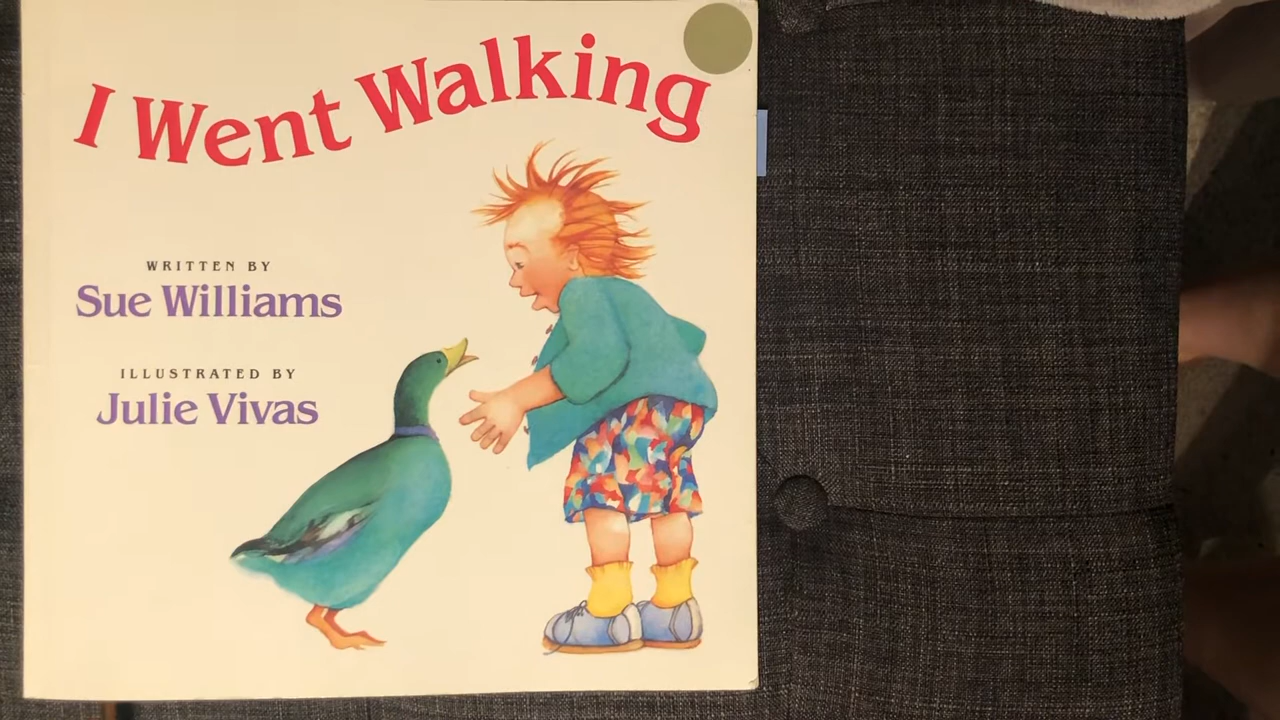 I Went Walking
WRITTEN BY
Sue Williams
ILLUSTRATED BY
Julie Vivas